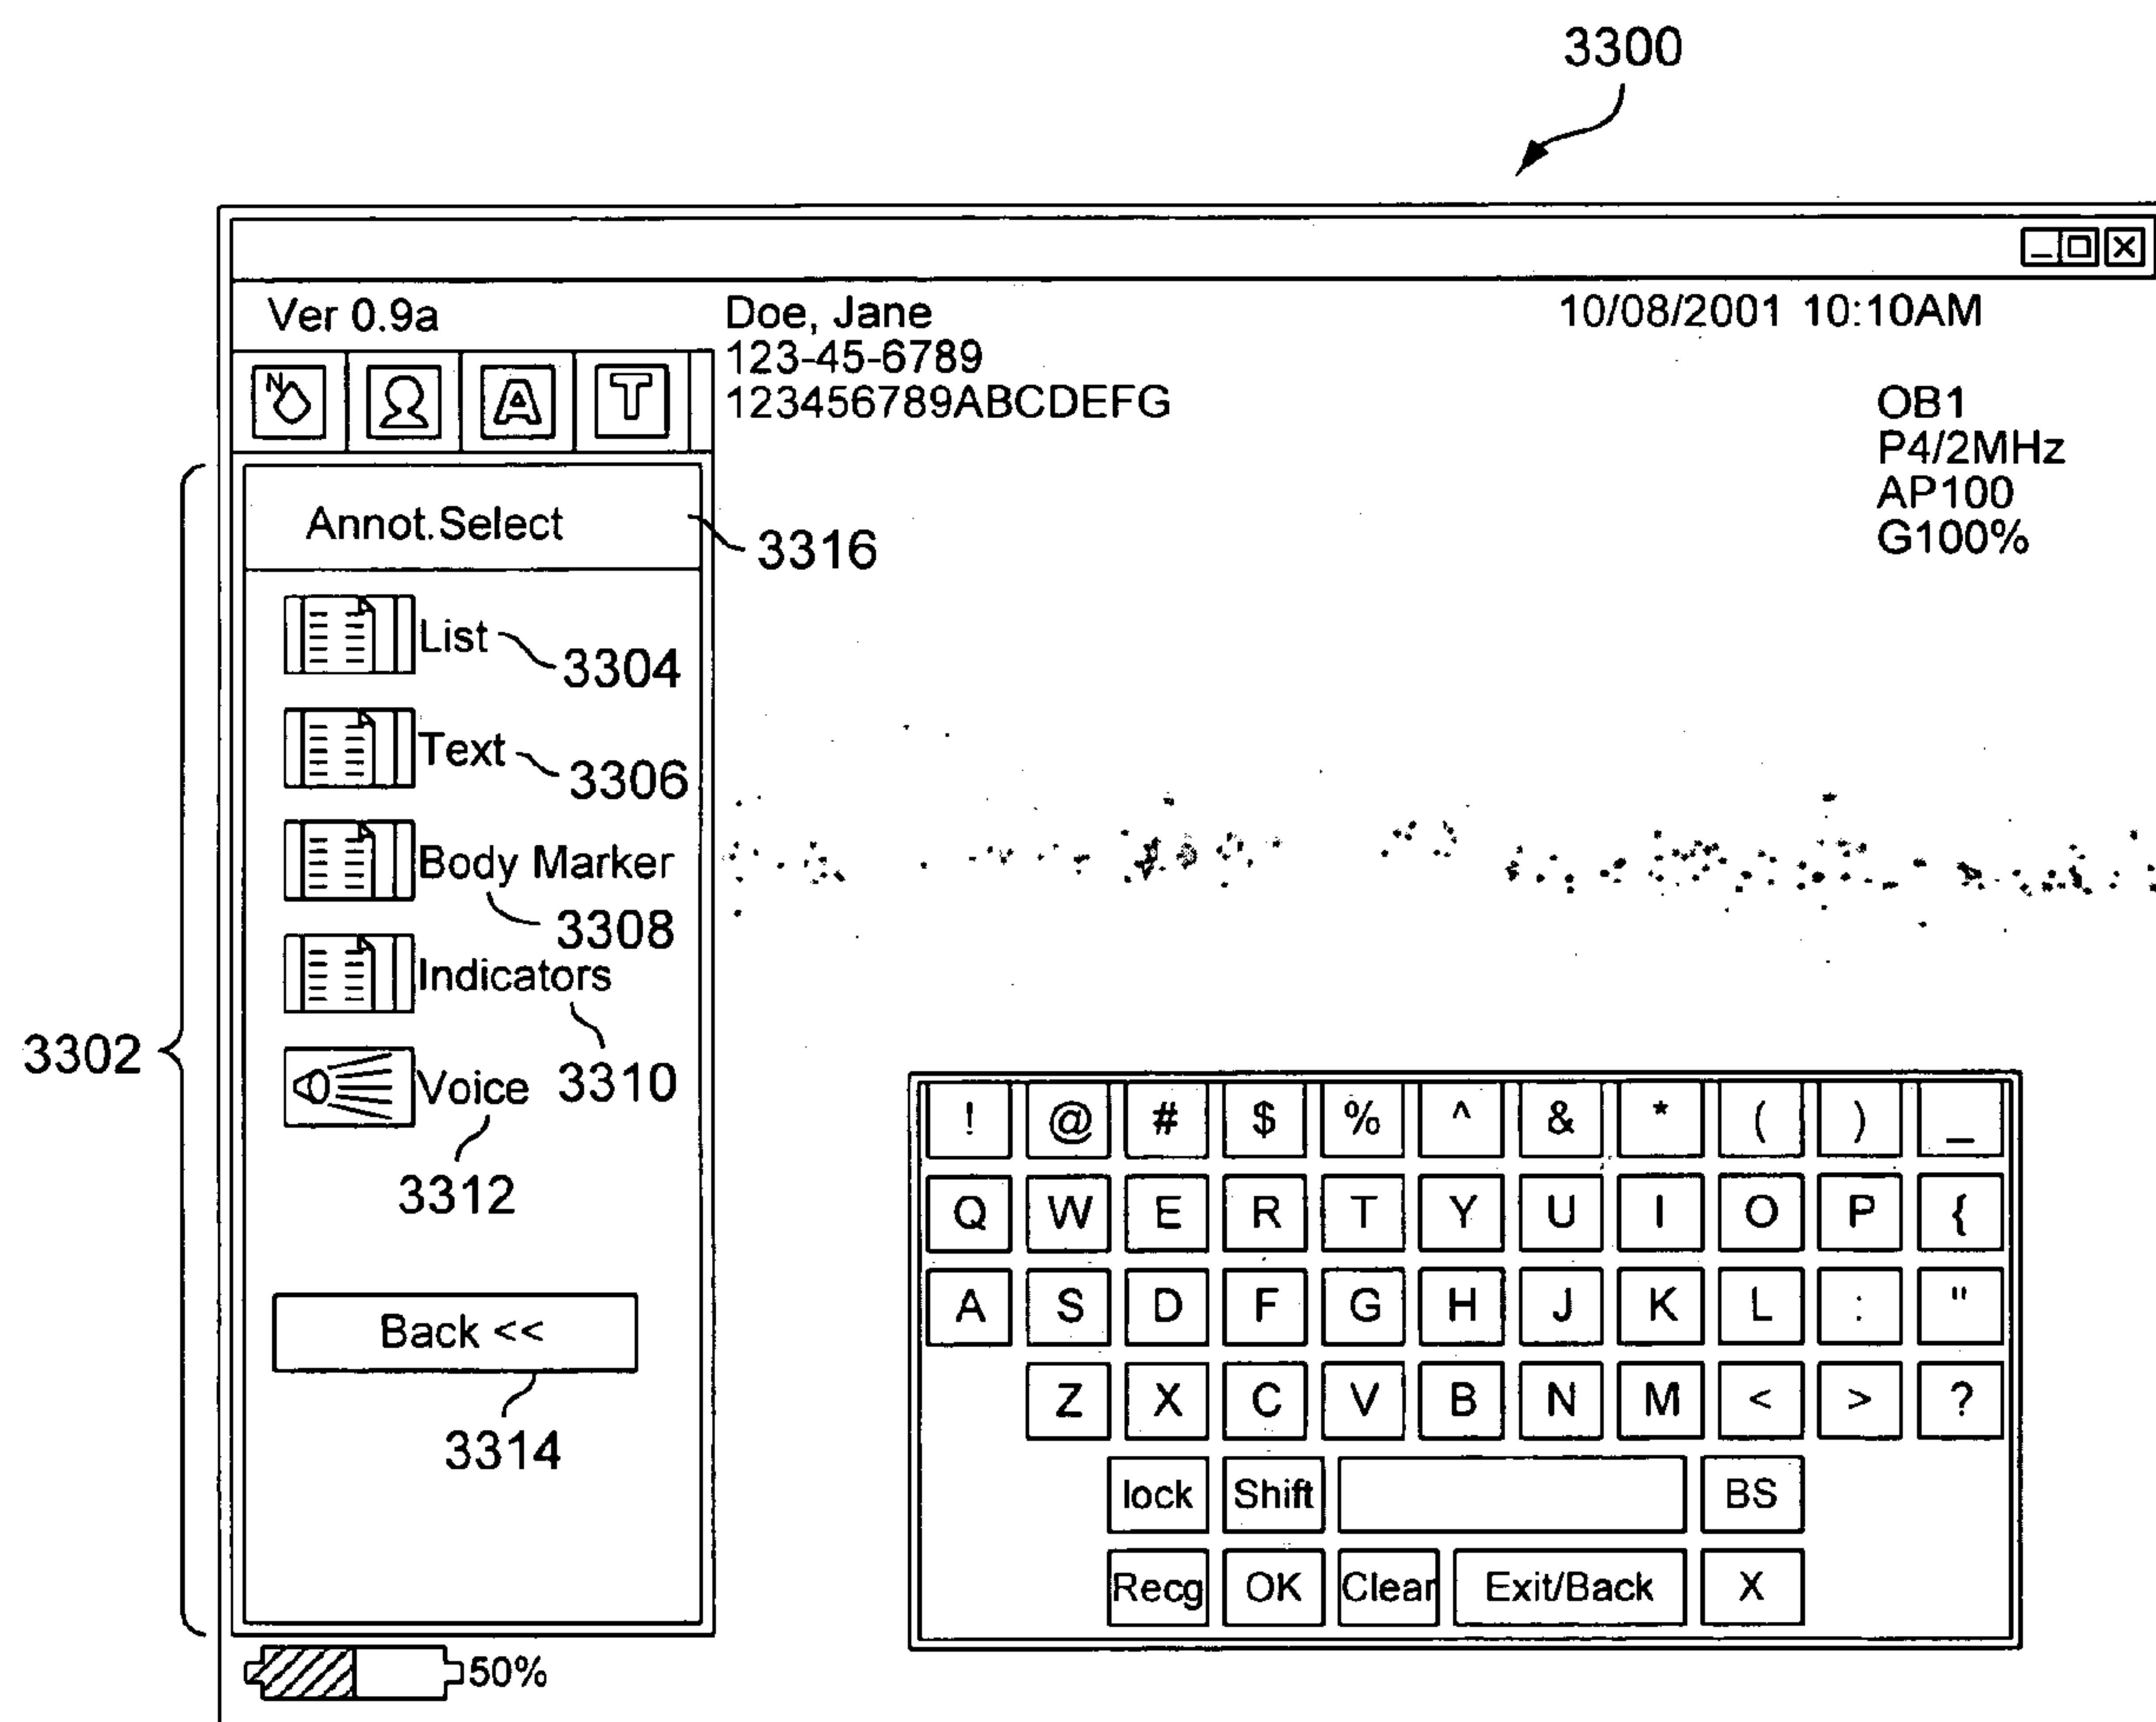 3300
Ver 0.9a
Doe, Jane
10/08/2001 10:10AM
123-45-6789
123456789ABCDEFG
N
A
T
OB1
P4/2MHz
AP100
G100%
Annot.Select
3316
List
3304
Text
3306
Body Marker
3308
Indicators
3310
Voice
3312
3302
Back <<
3314
! @ # $ % ^ & * ( ) _
Q W E R T Y U I O P {
A S D F G H J K L : "
Z X C V B N M < > ?
lock Shift BS
Recg OK Clear Exit/Back X
50%